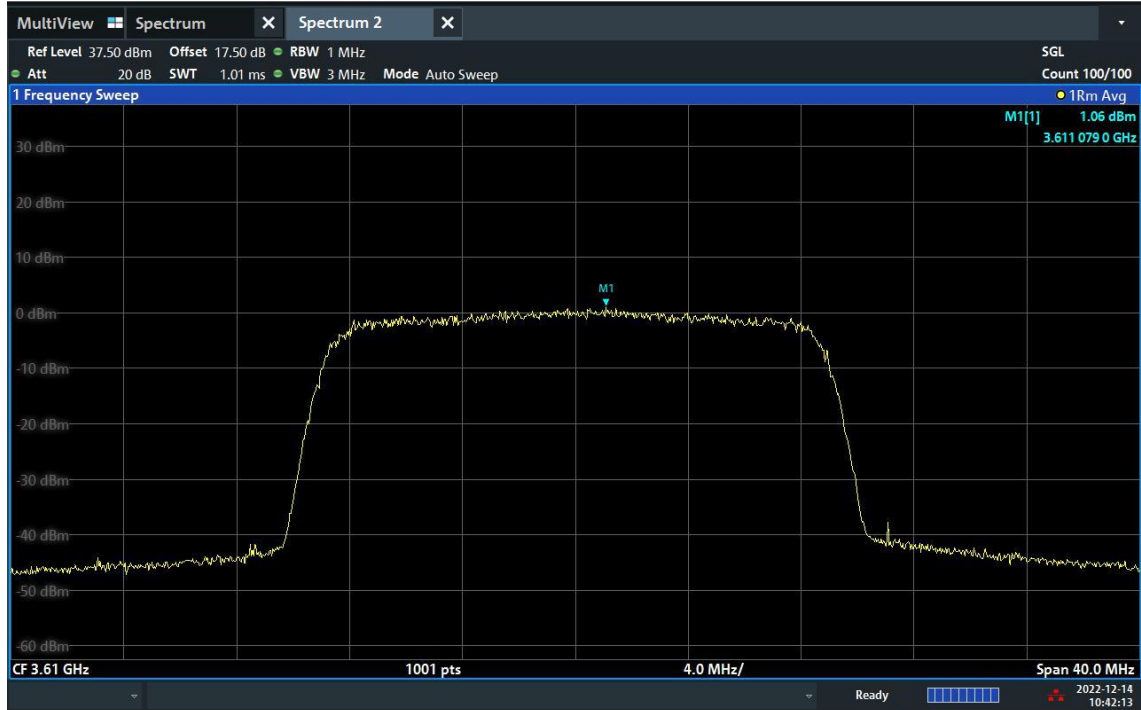 MultiView Spectrum X Spectrum 2 X
Ref Level 37.50 dBm Offset 17.50 dB RBW 1 MHz SGL
Att 20 dB SWT 1.01 ms VBW 3 MHz Mode Auto Sweep Count 100/100
1 Frequency Sweep 1Rm Avg
M1[1] 1.06 dBm
3.611 079 0 GHz
30 dBm
20 dBm
10 dBm
M1
0 dBm
-10 dBm
-20 dBm
-30 dBm
-40 dBm
-50 dBm
-60 dBm
CF 3.61 GHz 1001 pts 4.0 MHz/ Span 40.0 MHz
Ready 2022-12-14
10:42:13